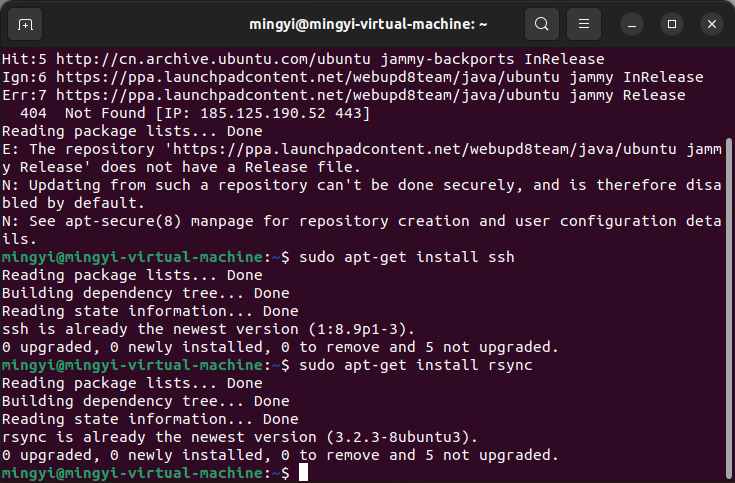 mingyi@mingyi-virtual-machine: ~
Hit:5 http://cn.archive.ubuntu.com/ubuntu jammy-backports InRelease
Ign:6 https://ppa.launchpadcontent.net/webupd8team/java/ubuntu jammy InRelease
Err:7 https://ppa.launchpadcontent.net/webupd8team/java/ubuntu jammy Release
  404  Not Found [IP: 185.125.190.52 443]
Reading package lists... Done
E: The repository 'https://ppa.launchpadcontent.net/webupd8team/java/ubuntu jamm
y Release' does not have a Release file.
N: Updating from such a repository can't be done securely, and is therefore disa
bled by default.
N: See apt-secure(8) manpage for repository creation and user configuration deta
ils.
mingyi@mingyi-virtual-machine:~$ sudo apt-get install ssh
Reading package lists... Done
Building dependency tree... Done
Reading state information... Done
ssh is already the newest version (1:8.9p1-3).
0 upgraded, 0 newly installed, 0 to remove and 5 not upgraded.
mingyi@mingyi-virtual-machine:~$ sudo apt-get install rsync
Reading package lists... Done
Building dependency tree... Done
Reading state information... Done
rsync is already the newest version (3.2.3-8ubuntu3).
0 upgraded, 0 newly installed, 0 to remove and 5 not upgraded.
mingyi@mingyi-virtual-machine:~$